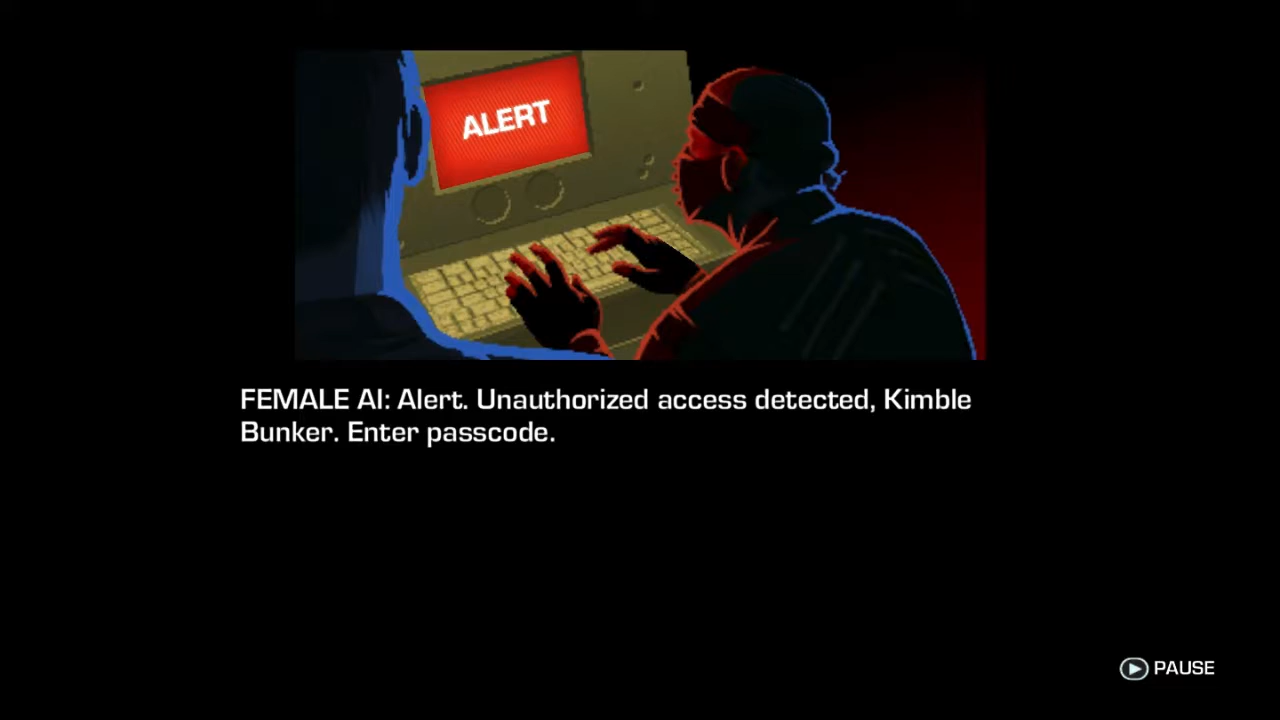 ALERT
FEMALE AI: Alert. Unauthorized access detected, Kimble
Bunker. Enter passcode.
PAUSE